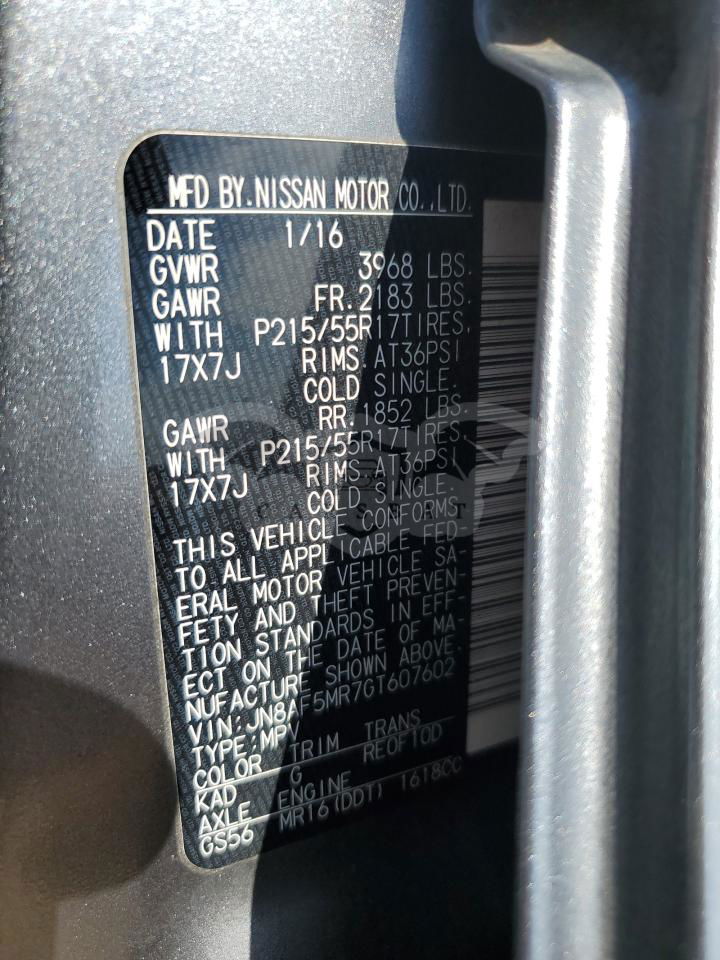 MFD BY.NISSAN MOTOR CO.,LTD.
DATE 1/16
GVWR 3968 LBS.
GAWR FR.2183 LBS.
WITH P215/55R17TIRES.
17X7J RIMS.AT36PSI
COLD SINGLE.
GAWR RR.1852 LBS.
WITH P215/55R17TIRES.
17X7J RIMS.AT36PSI
COLD SINGLE.
THIS VEHICLE CONFORMS
TO ALL APPLICABLE FED-
ERAL MOTOR VEHICLE SA-
FETY AND THEFT PREVEN-
TION STANDARDS IN EFF-
ECT ON THE DATE OF MA-
NUFACTURE SHOWN ABOVE.
VIN:JN8AF5MR7GT607602
TYPE:MPV
COLOR TRIM TRANS
KAD G RE0F10D
AXLE ENGINE
GS56 MR16(DDT) 1618CC